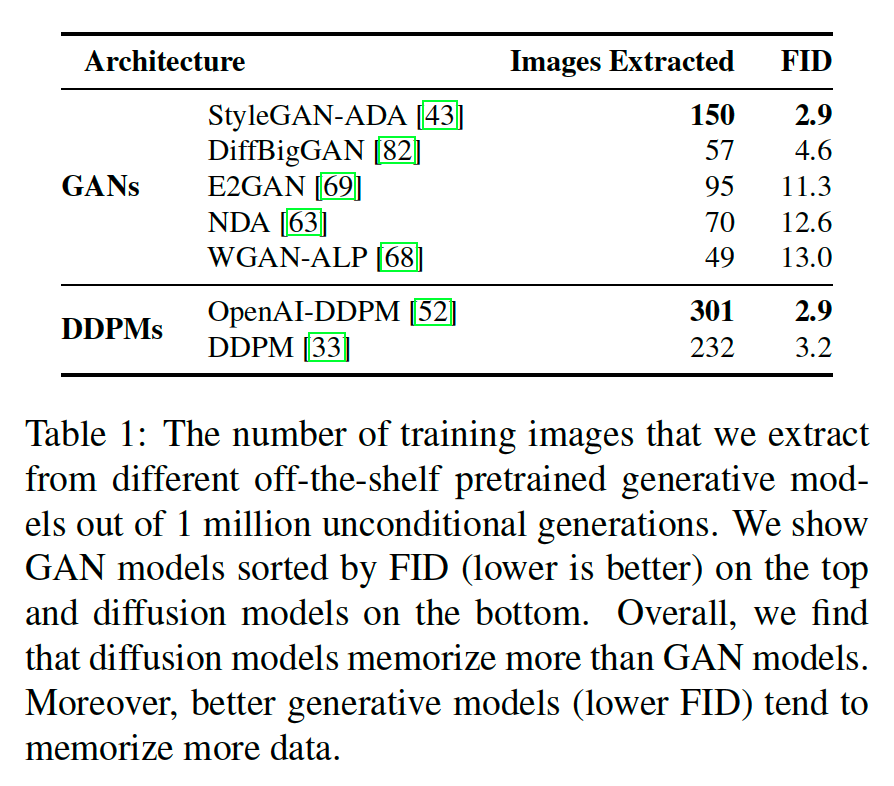 Architecture Images Extracted FID
StyleGAN-ADA [43] 150 2.9
DiffBigGAN [82] 57 4.6
GANs E2GAN [69] 95 11.3
NDA [63] 70 12.6
WGAN-ALP [68] 49 13.0
OpenAI-DDPM [52] 301 2.9
DDPMs
DDPM [33] 232 3.2
Table 1: The number of training images that we extract
from different off-the-shelf pretrained generative mod-
els out of 1 million unconditional generations. We show
GAN models sorted by FID (lower is better) on the top
and diffusion models on the bottom. Overall, we find
that diffusion models memorize more than GAN models.
Moreover, better generative models (lower FID) tend to
memorize more data.